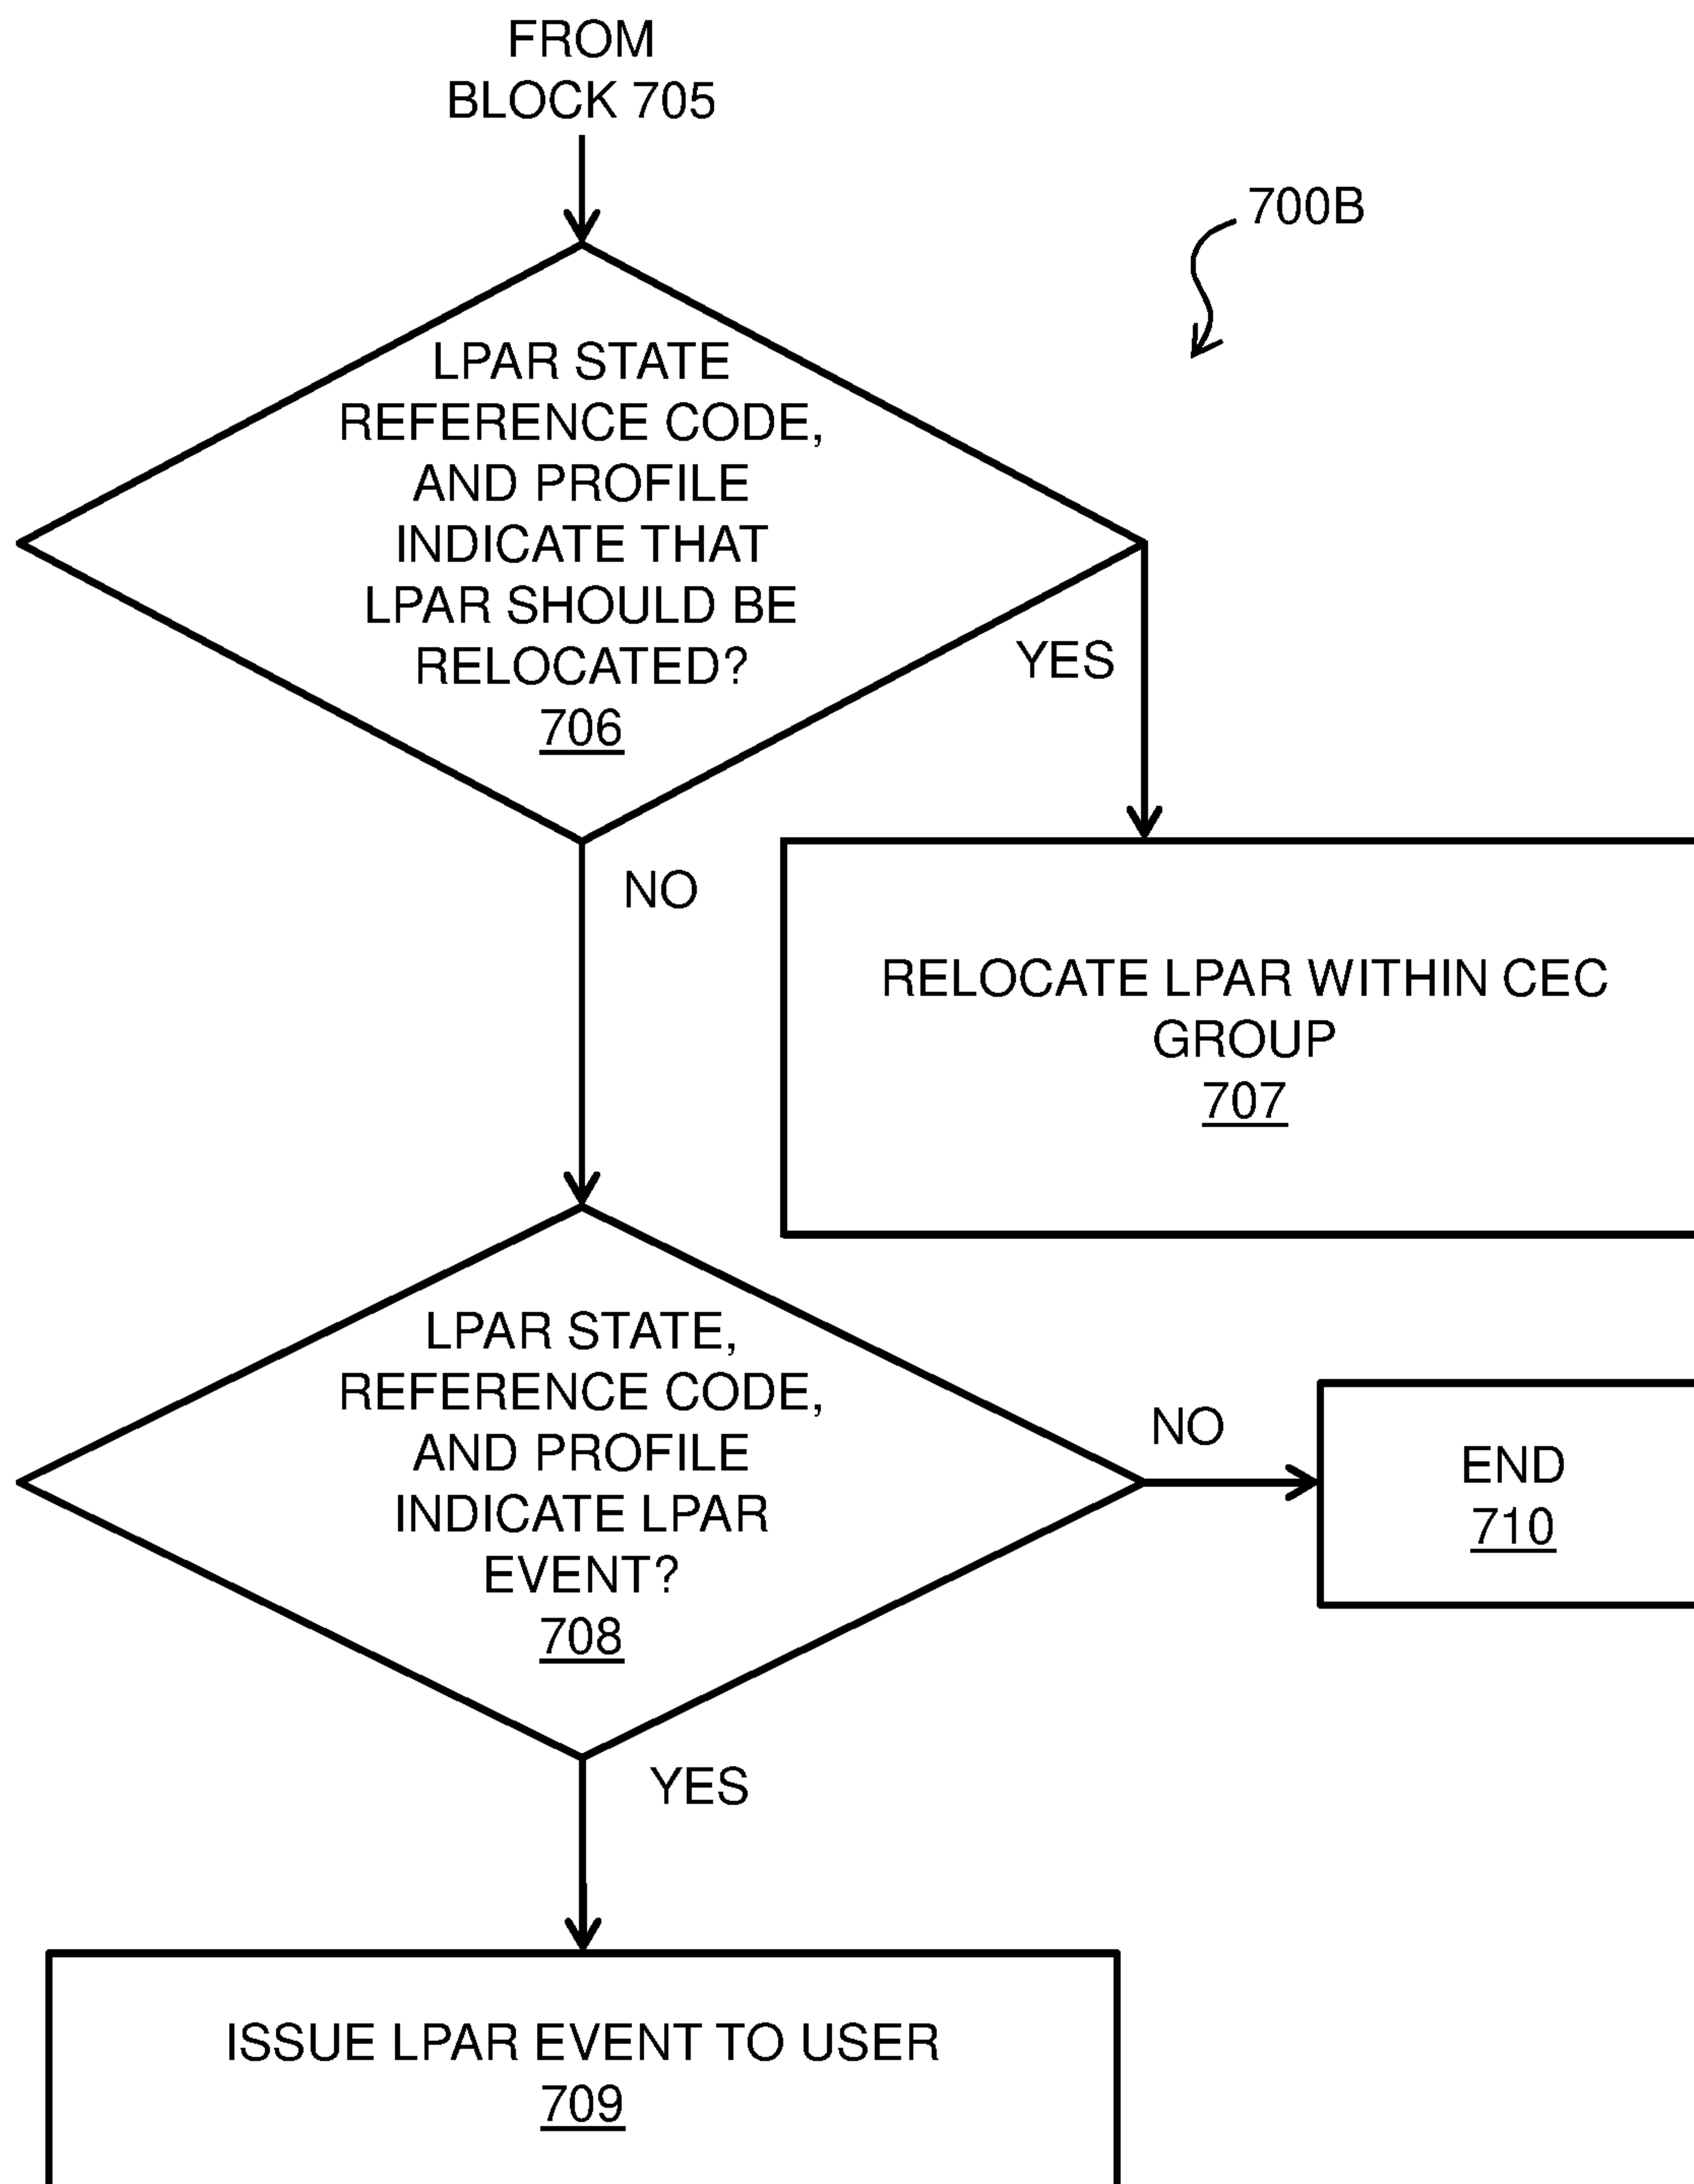 FROM
BLOCK 705
700B
LPAR STATE
REFERENCE CODE,
AND PROFILE
INDICATE THAT
LPAR SHOULD BE
RELOCATED?
706
YES
NO
RELOCATE LPAR WITHIN CEC
GROUP
707
LPAR STATE,
REFERENCE CODE,
AND PROFILE
INDICATE LPAR
EVENT?
708
NO
END
710
YES
ISSUE LPAR EVENT TO USER
709